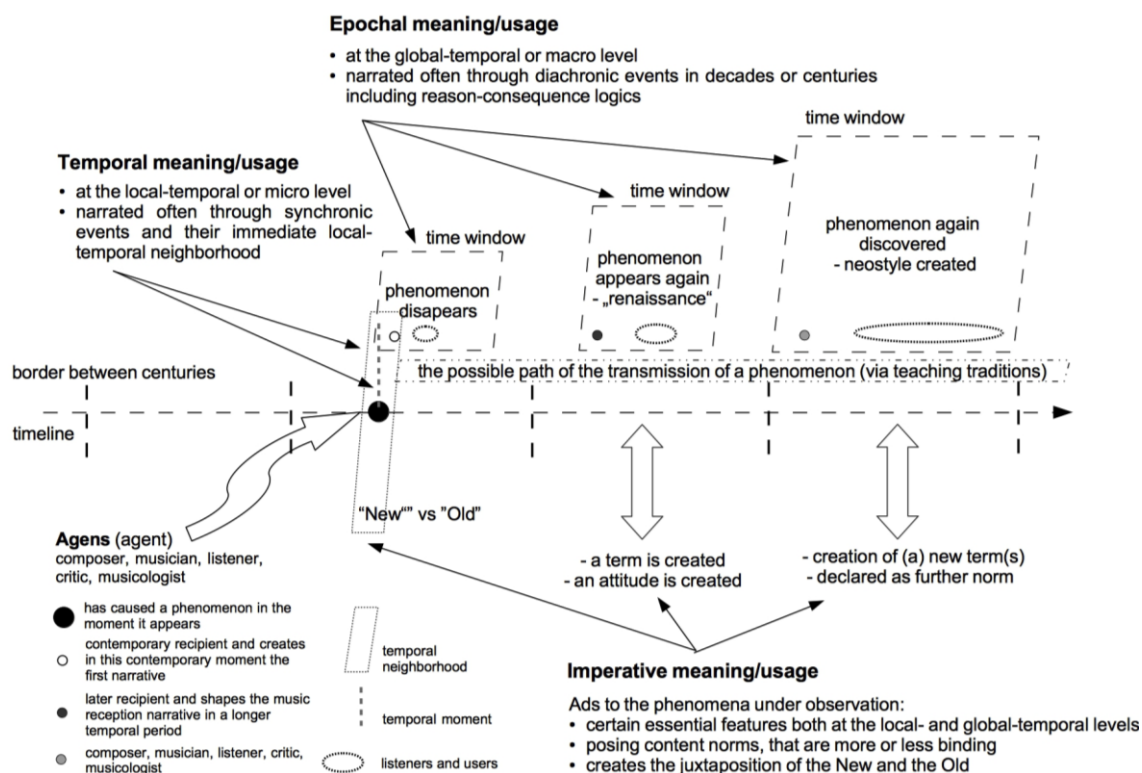 Epochal meaning/usage
• at the global-temporal or macro level
• narrated often through diachronic events in decades or centuries
including reason-consequence logics
time window
Temporal meaning/usage
• at the local-temporal or micro level
• narrated often through synchronic
events and their immediate local-
temporal neighborhood
time window
time window
phenomenon
disapears
phenomenon
appears again
- „renaissance“
phenomenon again
discovered
- neostyle created
border between centuries
the possible path of the transmission of a phenomenon (via teaching traditions)
timeline
“New“” vs ”Old”
Agens (agent)
composer, musician, listener,
critic, musicologist
- a term is created
- an attitude is created
- creation of (a) new term(s)
- declared as further norm
has caused a phenomenon in the
moment it appears
contemporary recipient and creates
in this contemporary moment the
first narrative
later recipient and shapes the music
reception narrative in a longer
temporal period
composer, musician, listener, critic,
musicologist
temporal
neighborhood
temporal moment
listeners and users
Imperative meaning/usage
Ads to the phenomena under observation:
• certain essential features both at the local- and global-temporal levels
• posing content norms, that are more or less binding
• creates the juxtaposition of the New and the Old